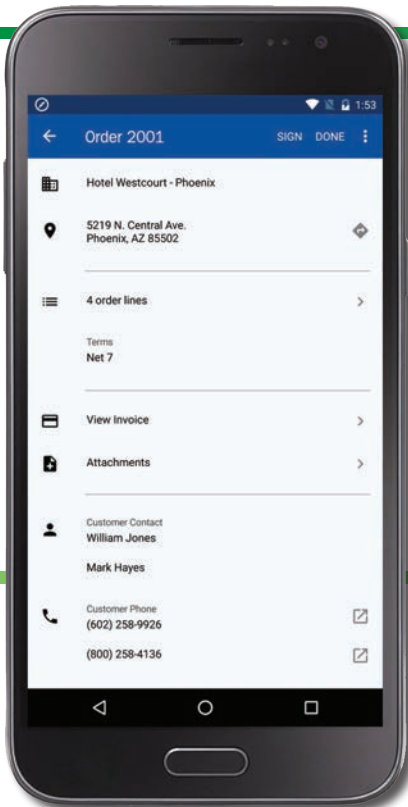 1:53
Order 2001
SIGN DONE
Hotel Westcourt - Phoenix
5219 N. Central Ave.
Phoenix, AZ 85502
4 order lines
Terms
Net 7
View Invoice
Attachments
Customer Contact
William Jones
Mark Hayes
Customer Phone
(602) 258-9926
(800) 258-4136